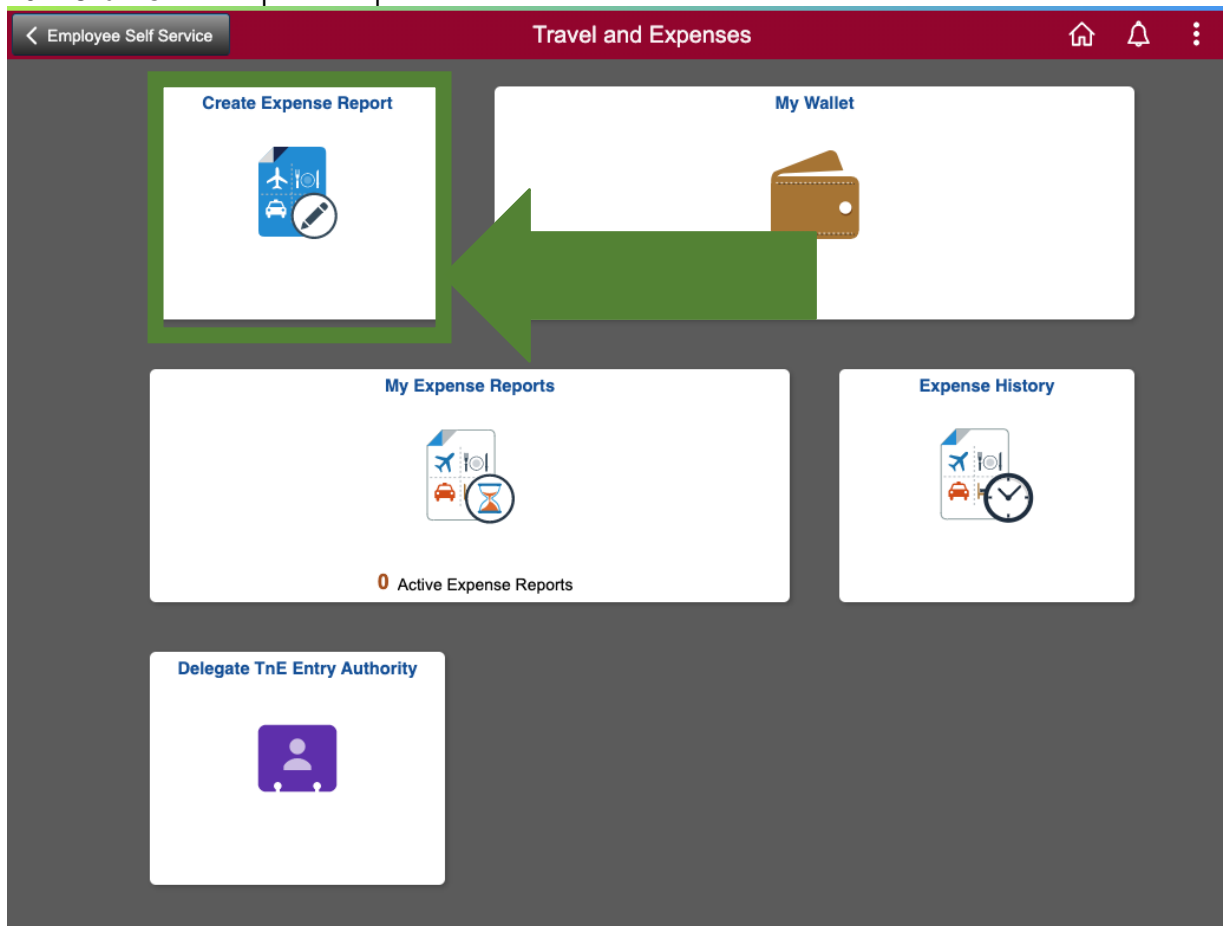 Employee Self Service
Travel and Expenses
Create Expense Report
My Wallet
My Expense Reports
Expense History
0 Active Expense Reports
Delegate TnE Entry Authority